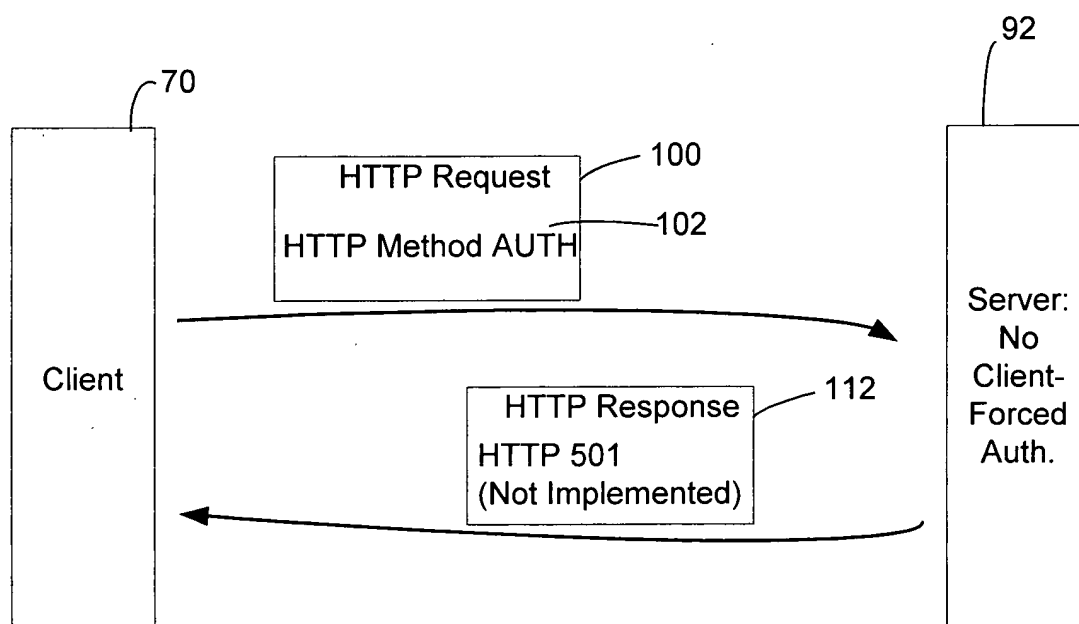 92
70
100
HTTP Request
102
HTTP Method AUTH
Server:
No
Client-
Forced
Auth.
Client
112
HTTP Response
HTTP 501
(Not Implemented)